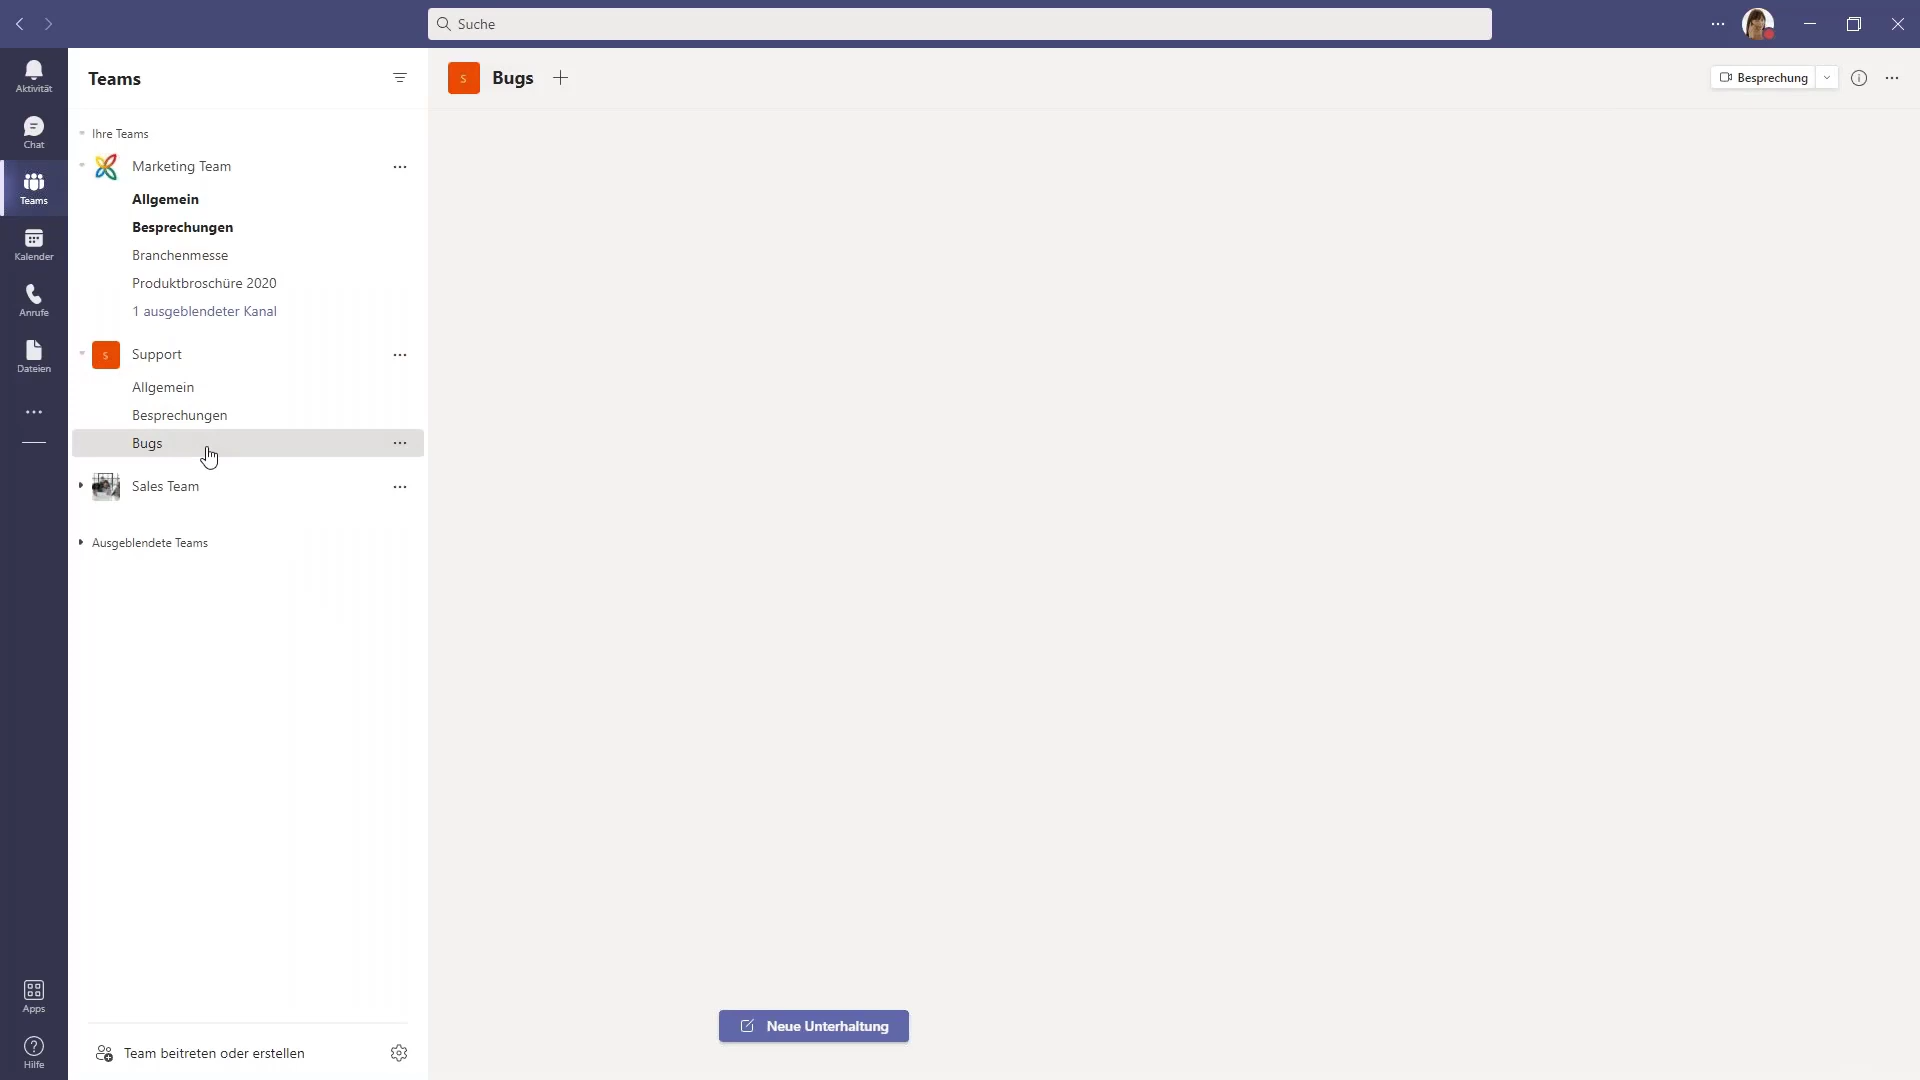 Suche
Aktivität
Chat
Teams
Kalender
Anrufe
Dateien
Apps
Hilfe
Teams
Ihre Teams
Marketing Team
Allgemein
Besprechungen
Branchenmesse
Produktbroschüre 2020
1 ausgeblendeter Kanal
S Support
Allgemein
Besprechungen
Bugs
Sales Team
Ausgeblendete Teams
Team beitreten oder erstellen
S Bugs
Besprechung
Neue Unterhaltung